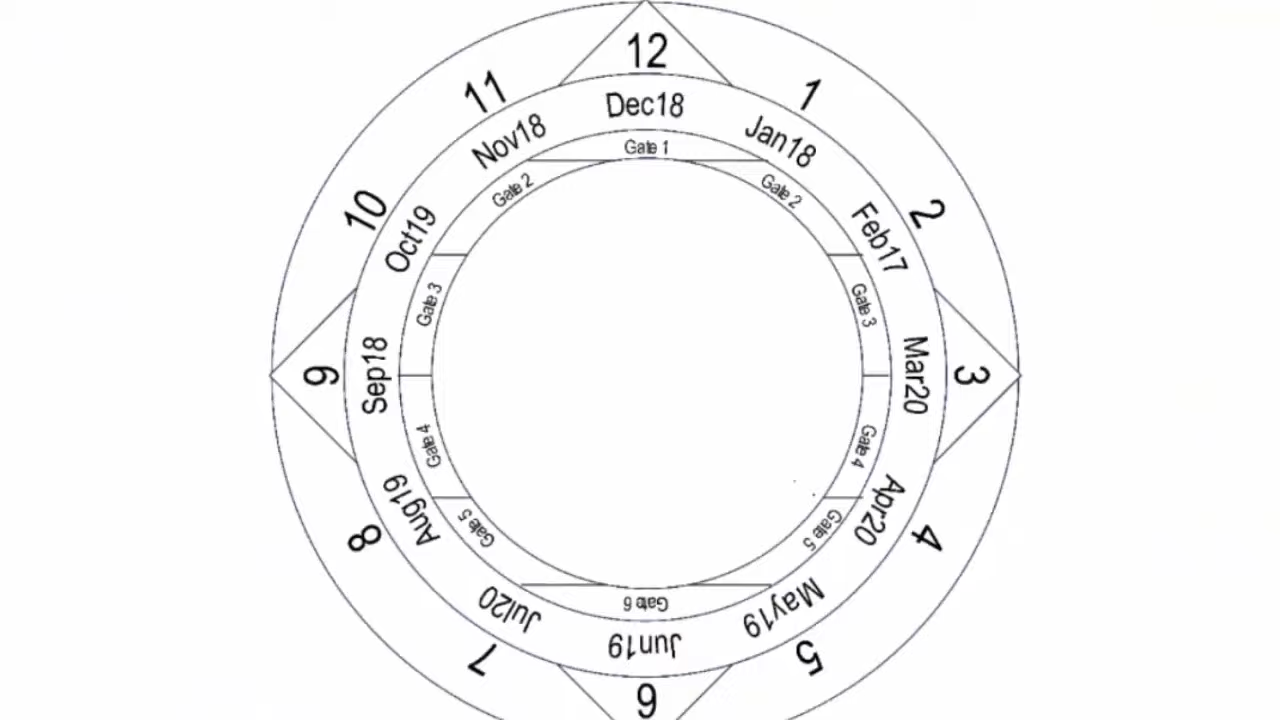 12
1
2
3
4
5
6
7
8
9
10
11
Dec18
Jan18
Feb17
Mar20
Apr20
May19
Jun19
Jul20
Aug19
Sep18
Oct19
Nov18
Gate 1
Gate 2
Gate 3
Gate 4
Gate 5
Gate 6
Gate 5
Gate 4
Gate 3
Gate 2